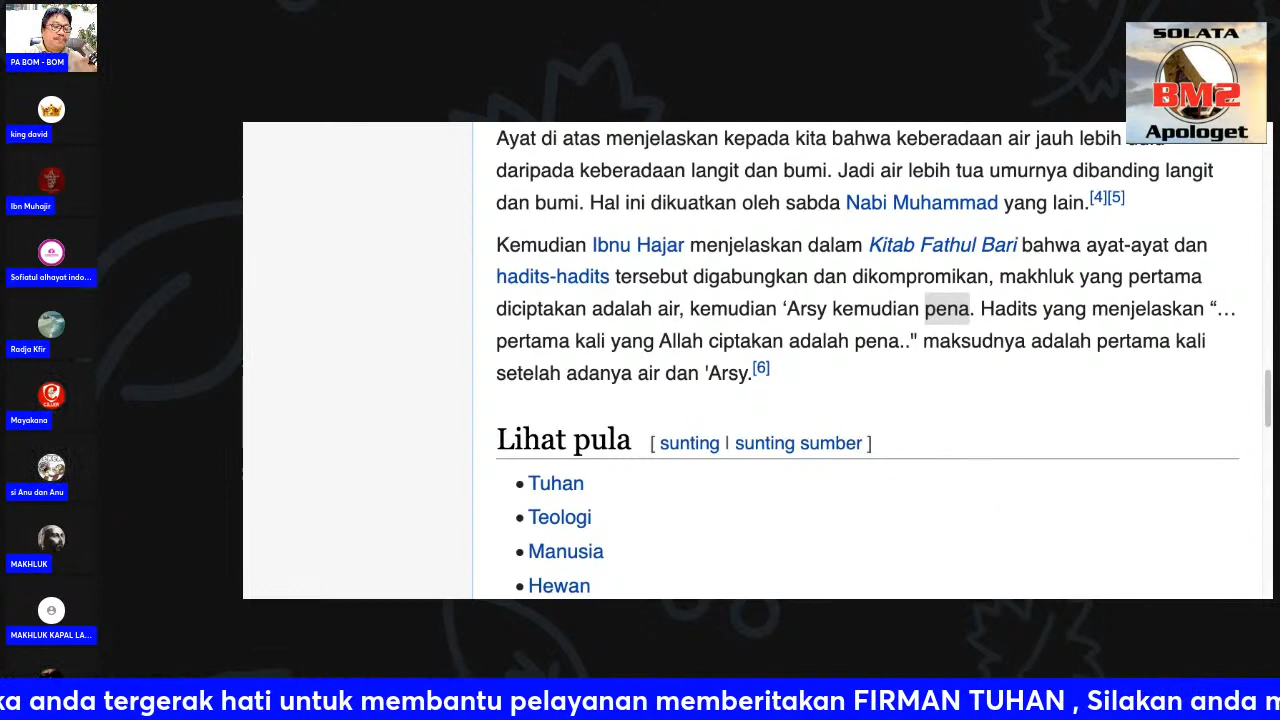 PA BOM - BOM
king david
Ibn Muhajir
Sofiatul alhayat indo...
Radja Kfir
Mayakana
si Anu dan Anu
MAKHLUK
MAKHLUK KAPAL LA...
SOLATA
BM2
Apologet
Ayat di atas menjelaskan kepada kita bahwa keberadaan air jauh lebih
daripada keberadaan langit dan bumi. Jadi air lebih tua umurnya dibanding langit
dan bumi. Hal ini dikuatkan oleh sabda Nabi Muhammad yang lain.[4][5]
Kemudian Ibnu Hajar menjelaskan dalam Kitab Fathul Bari bahwa ayat-ayat dan
hadits-hadits tersebut digabungkan dan dikompromikan, makhluk yang pertama
diciptakan adalah air, kemudian ‘Arsy kemudian pena. Hadits yang menjelaskan “...
pertama kali yang Allah ciptakan adalah pena.." maksudnya adalah pertama kali
setelah adanya air dan 'Arsy.[6]
Lihat pula [ sunting | sunting sumber ]
• Tuhan
• Teologi
• Manusia
• Hewan
ka anda tergerak hati untuk membantu pelayanan memberitakan FIRMAN TUHAN , Silakan anda m